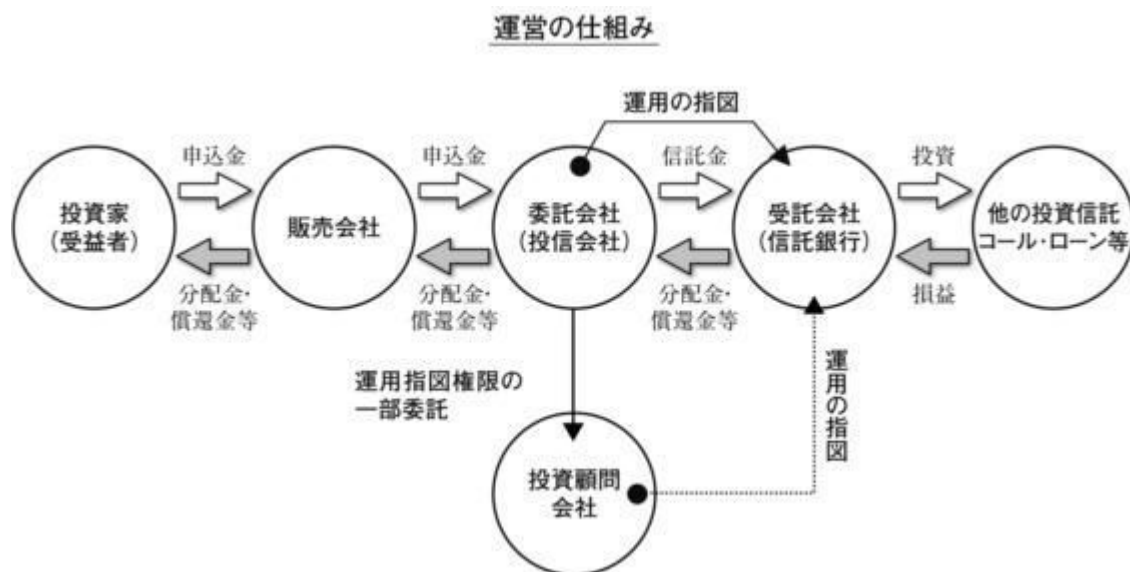 運営の仕組み
運用の指図
申込金
申込金
信託金
投資
投資家
(受益者)
販売会社
委託会社
(投信会社)
受託会社
(信託銀行)
他の投資信託
コール・ローン等
分配金・
償還金等
分配金・
償還金等
分配金・
償還金等
損益
運用指図権限の
一部委託
運用の指図
投資顧問
会社